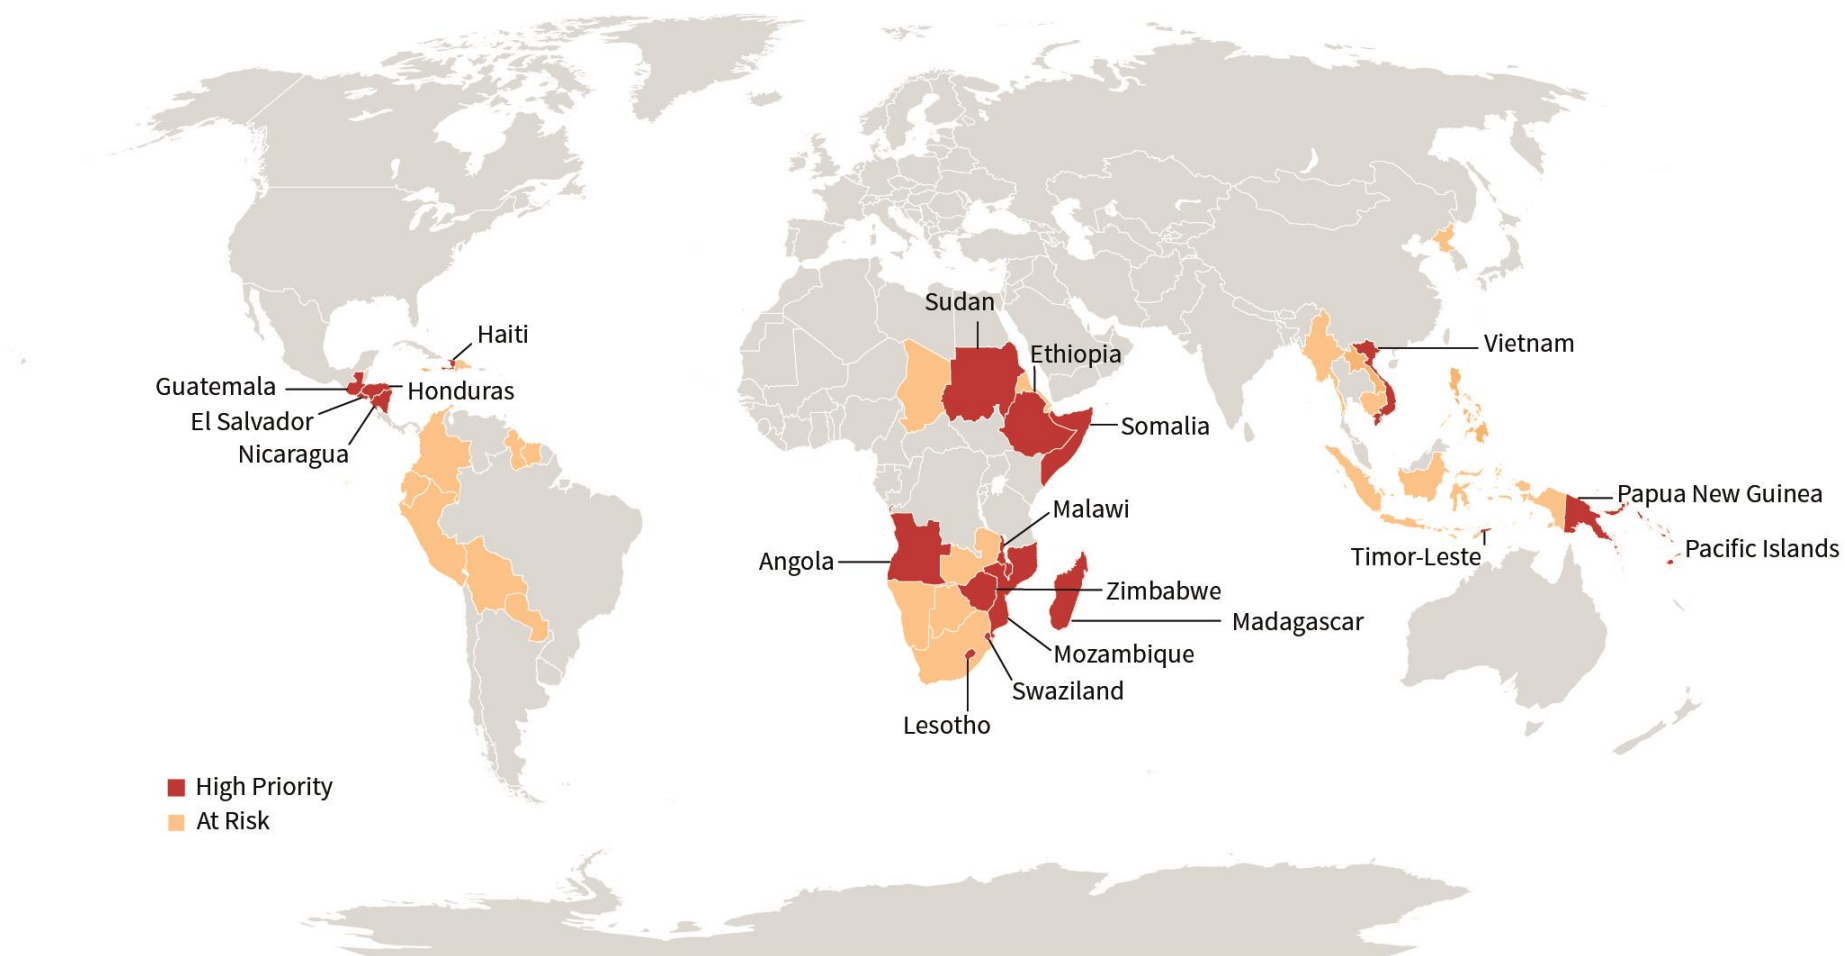 Sudan
Haiti
Vietnam
Ethiopia
Guatemala
Honduras
El Salvador
Somalia
Nicaragua
Papua New Guinea
Malawi
Pacific Islands
Timor-Leste
Angola
Zimbabwe
Madagascar
Mozambique
Swaziland
Lesotho
High Priority
At Risk